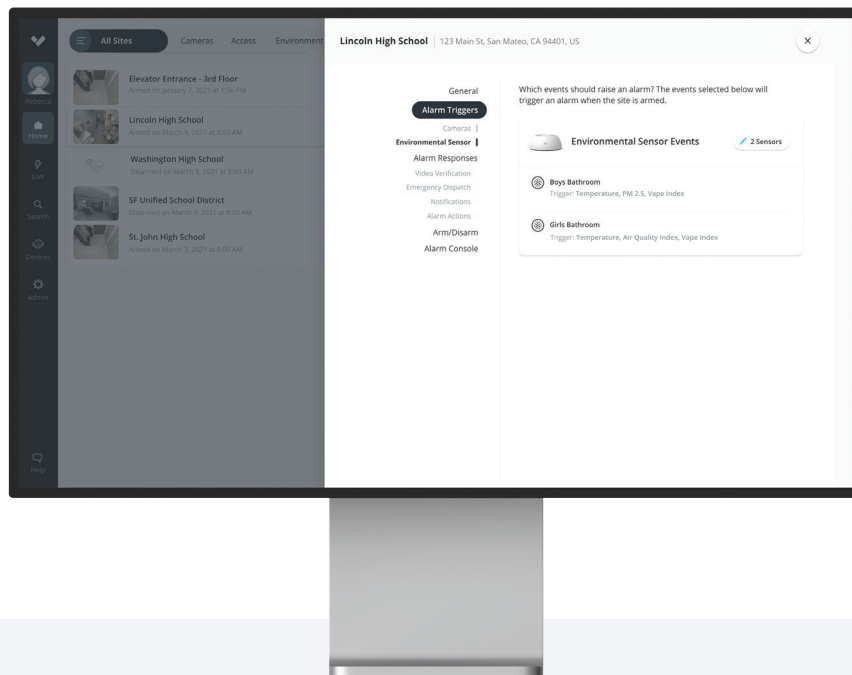 Rebecca
Home
Live
Search
Devices
Admin
Help
All Sites
Cameras
Access
Environment
Elevator Entrance - 3rd Floor
Armed on January 7, 2021 at 1:56 PM
Lincoln High School
Armed on March 3, 2021 at 8:03 AM
Washington High School
Disarmed on March 3, 2021 at 8:00 AM
SF Unified School District
Disarmed on March 3, 2021 at 8:00 AM
St. John High School
Armed on March 3, 2021 at 8:00 AM
Lincoln High School | 123 Main St, San Mateo, CA 94401, US
General
Alarm Triggers
Cameras
Environmental Sensor
Alarm Responses
Video Verification
Emergency Dispatch
Notifications
Alarm Actions
Arm/Disarm
Alarm Console
Which events should raise an alarm? The events selected below will
trigger an alarm when the site is armed.
Environmental Sensor Events
2 Sensors
Boys Bathroom
Trigger: Temperature, PM 2.5, Vape Index
Girls Bathroom
Trigger: Temperature, Air Quality Index, Vape Index